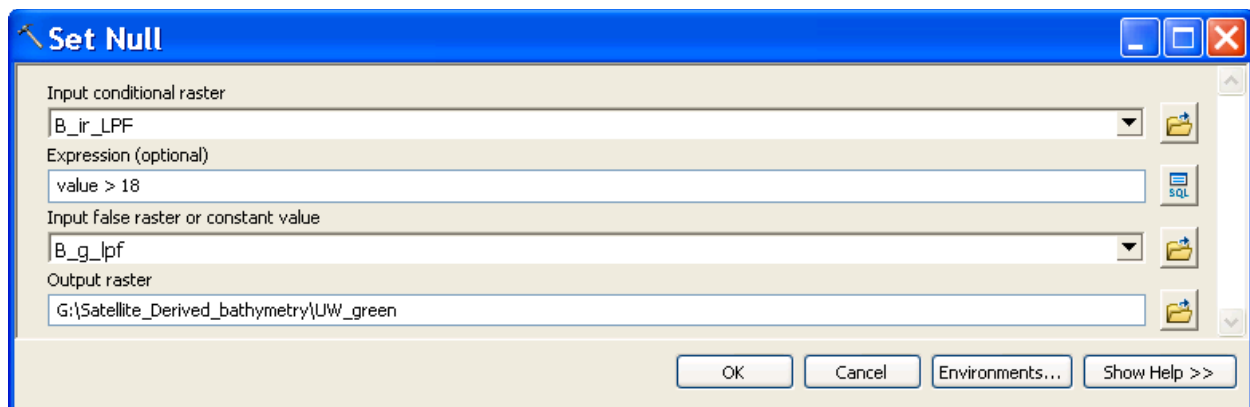 Set Null
Input conditional raster
B_ir_LPF
Expression (optional)
value > 18
SQL
Input false raster or constant value
B_g_lpf
Output raster
G:\Satellite_Derived_bathymetry\UW_green
OK Cancel Environments... Show Help >>